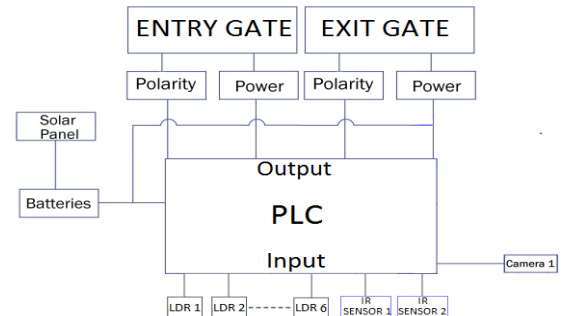 ENTRY GATE
EXIT GATE
Polarity
Power
Polarity
Power
Solar
Panel
Batteries
Output
PLC
Input
Camera 1
LDR 1
LDR 2
LDR 6
IR
SENSOR 1
IR
SENSOR 2